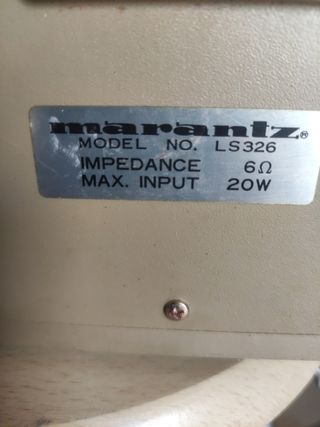 marantz®
MODEL NO. LS326
IMPEDANCE 6Ω
MAX. INPUT 20W